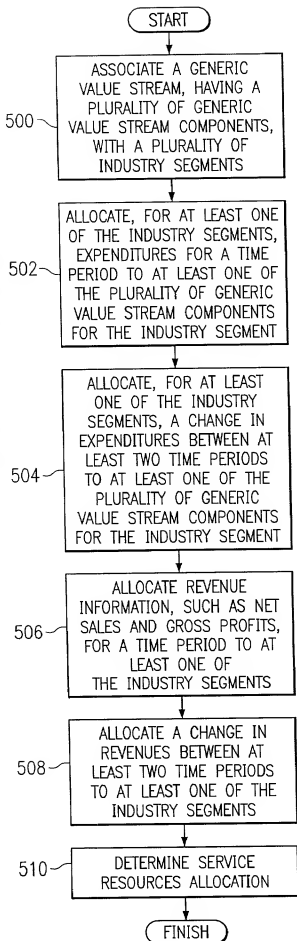 START
500
ASSOCIATE A GENERIC
VALUE STREAM, HAVING A
PLURALITY OF GENERIC
VALUE STREAM COMPONENTS,
WITH A PLURALITY OF
INDUSTRY SEGMENTS
502
ALLOCATE, FOR AT LEAST ONE
OF THE INDUSTRY SEGMENTS,
EXPENDITURES FOR A TIME
PERIOD TO AT LEAST ONE OF
THE PLURALITY OF GENERIC
VALUE STREAM COMPONENTS
FOR THE INDUSTRY SEGMENT
504
ALLOCATE, FOR AT LEAST
ONE OF THE INDUSTRY
SEGMENTS, A CHANGE IN
EXPENDITURES BETWEEN AT
LEAST TWO TIME PERIODS
TO AT LEAST ONE OF THE
PLURALITY OF GENERIC
VALUE STREAM COMPONENTS
FOR THE INDUSTRY SEGMENT
506
ALLOCATE REVENUE
INFORMATION, SUCH AS NET
SALES AND GROSS PROFITS,
FOR A TIME PERIOD TO AT
LEAST ONE OF
THE INDUSTRY SEGMENTS
508
ALLOCATE A CHANGE IN
REVENUES BETWEEN AT
LEAST TWO TIME PERIODS
TO AT LEAST ONE OF THE
INDUSTRY SEGMENTS
510
DETERMINE SERVICE
RESOURCES ALLOCATION
FINISH